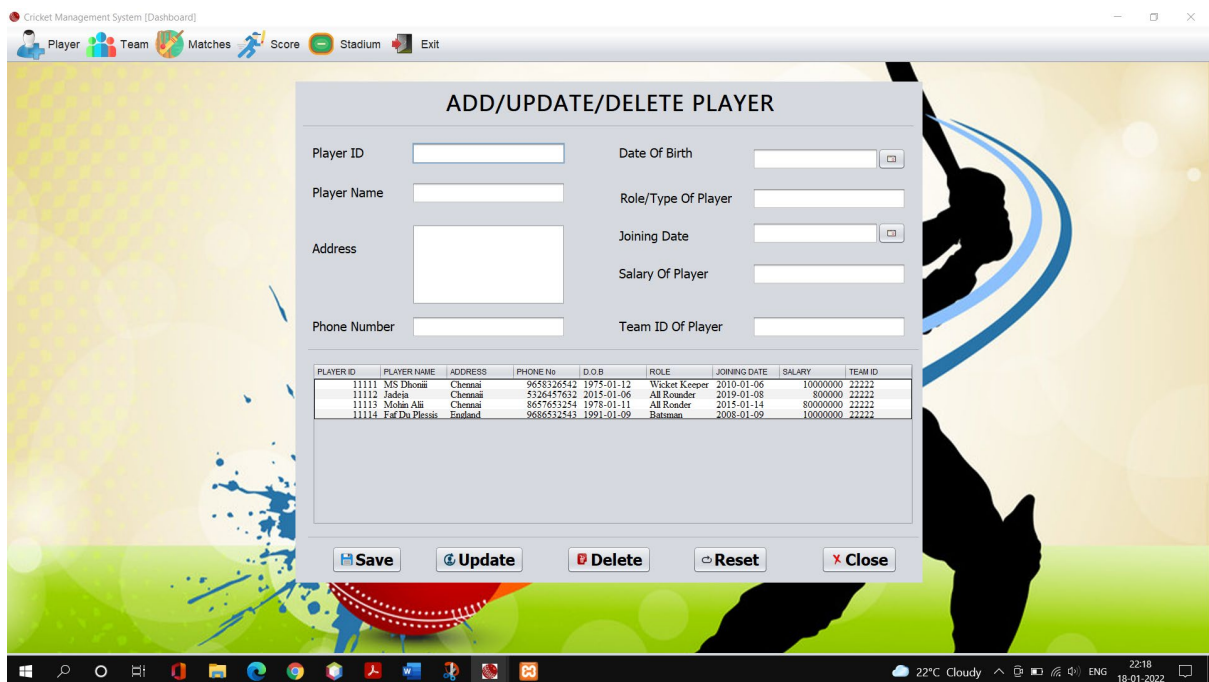 Cricket Management System [Dashboard]
Player Team Matches Score Stadium Exit
ADD/UPDATE/DELETE PLAYER
Player ID
Date Of Birth
Player Name
Role/Type Of Player
Joining Date
Address
Salary Of Player
Phone Number
Team ID Of Player
PLAYER ID PLAYER NAME ADDRESS PHONE No D.O.B ROLE JOINING DATE SALARY TEAM ID
11111 MS Dhoniii Chennai 9658326542 1975-01-12 Wicket Keeper 2010-01-06 10000000 22222
11112 Jadeja Chennaii 5326457632 2015-01-06 All Rounder 2019-01-08 800000 22222
11113 Mohin Alii Chennai 8657653254 1978-01-11 All Ronder 2015-01-14 80000000 22222
11114 Faf Du Plessis England 9686532543 1991-01-09 Batsman 2008-01-09 10000000 22222
Save Update Delete Reset X Close
22°C Cloudy ENG 22:18
18-01-2022